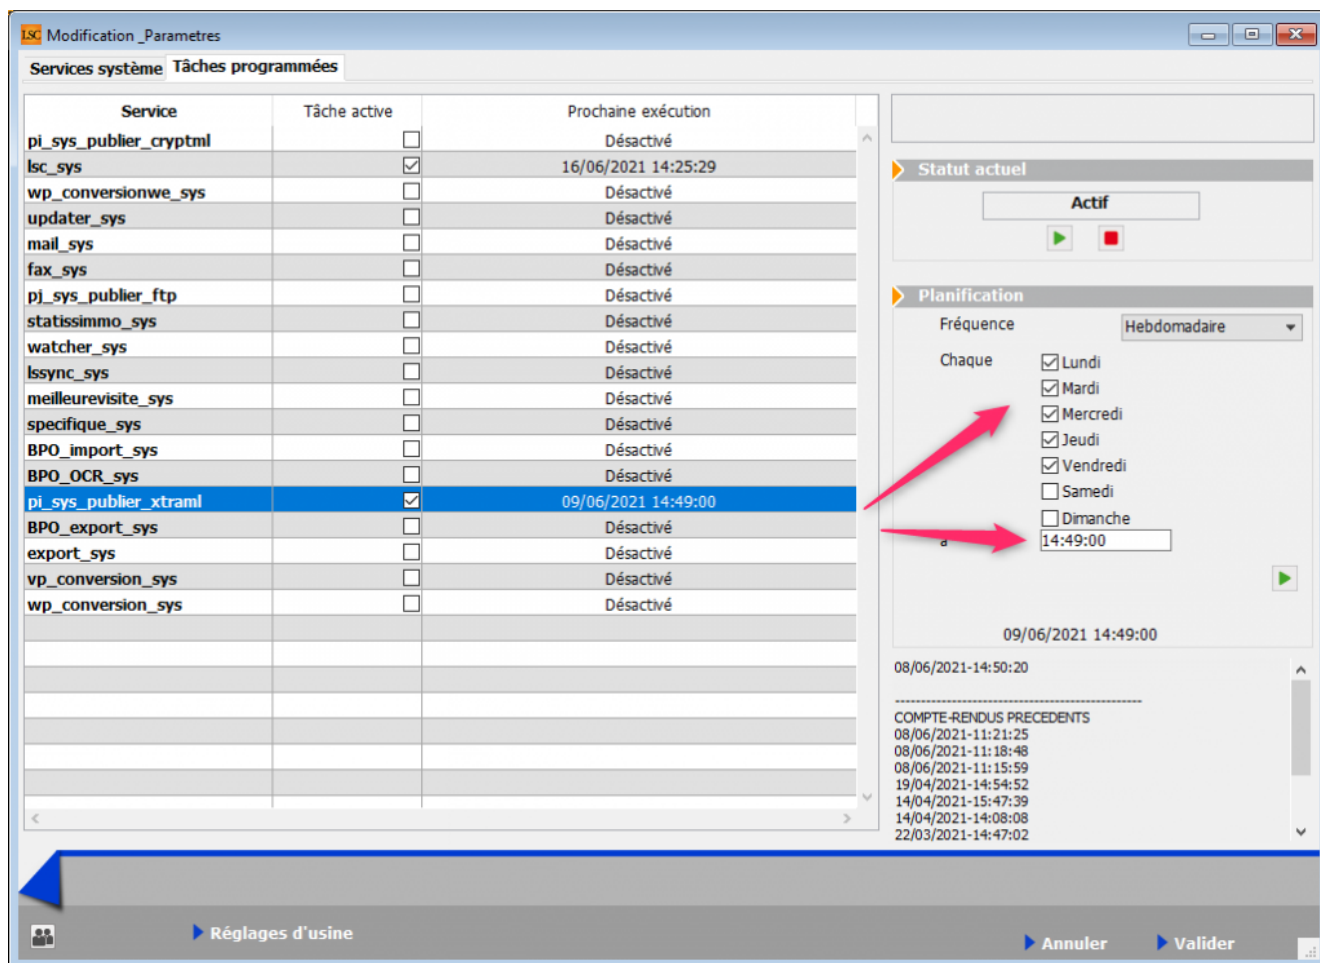 LSC Modification _Parametres
Services système Tâches programmées
Service Tâche active Prochaine exécution
pi_sys_publier_cryptml Désactivé
lsc_sys 16/06/2021 14:25:29
wp_conversionwe_sys Désactivé
updater_sys Désactivé
mail_sys Désactivé
fax_sys Désactivé
pj_sys_publier_ftp Désactivé
statissimmo_sys Désactivé
watcher_sys Désactivé
lssync_sys Désactivé
meilleurevisite_sys Désactivé
specifique_sys Désactivé
BPO_import_sys Désactivé
BPO_OCR_sys Désactivé
pi_sys_publier_xtraml 09/06/2021 14:49:00
BPO_export_sys Désactivé
export_sys Désactivé
vp_conversion_sys Désactivé
wp_conversion_sys Désactivé
Statut actuel
Actif
Planification
Fréquence Hebdomadaire
Chaque Lundi
Mardi
Mercredi
Jeudi
Vendredi
Samedi
Dimanche
14:49:00
09/06/2021 14:49:00
08/06/2021-14:50:20
------------------------------------------------
COMPTE-RENDUS PRECEDENTS
08/06/2021-11:21:25
08/06/2021-11:18:48
08/06/2021-11:15:59
19/04/2021-14:54:52
14/04/2021-15:47:39
14/04/2021-14:08:08
22/03/2021-14:47:02
Réglages d'usine
Annuler Valider